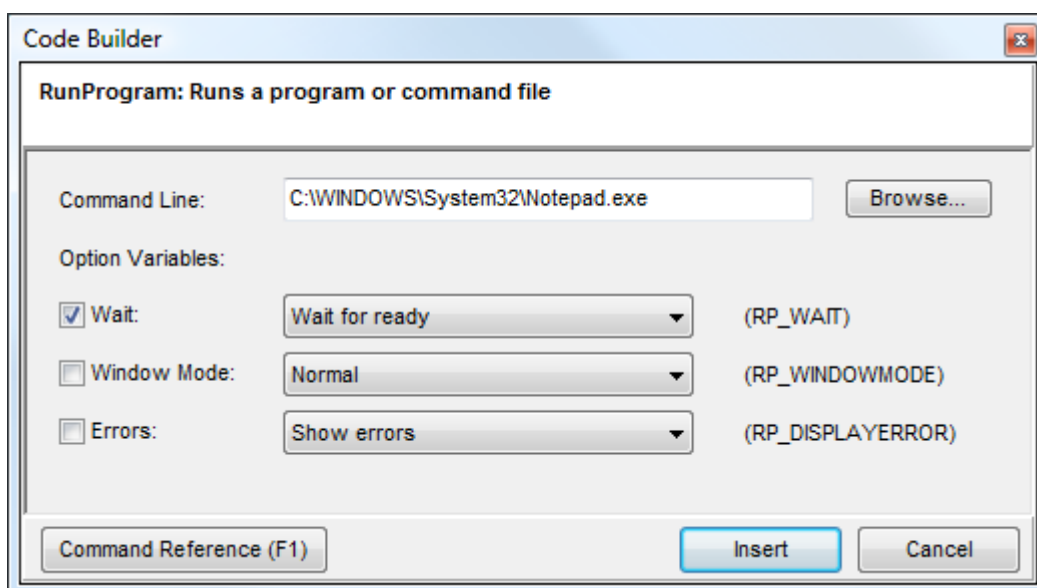 Code Builder
RunProgram: Runs a program or command file
Command Line: C:\WINDOWS\System32\Notepad.exe Browse...
Option Variables:
Wait: Wait for ready (RP_WAIT)
Window Mode: Normal (RP_WINDOWMODE)
Errors: Show errors (RP_DISPLAYERROR)
Command Reference (F1) Insert Cancel